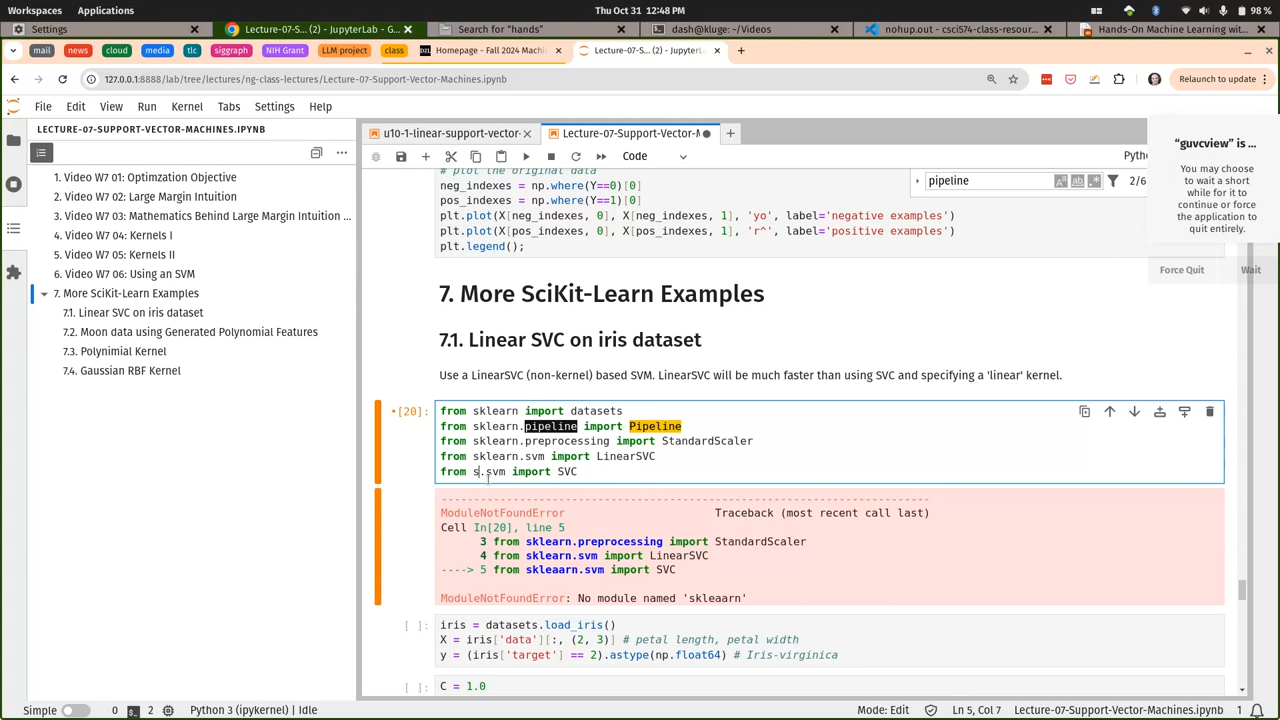 Workspaces Applications Thu Oct 31 12:48 PM 98 %
Settings Lecture-07-S... (2) - JupyterLab - G... Search for “hands” dash@kluge:~/Videos nohup.out - csci574-class-resour... Hands-On Machine Learning wit...
mail news cloud media tlc siggraph NIH Grant LLM project class Homepage - Fall 2024 Machin... Lecture-07-S... (2) - JupyterL...
127.0.0.1:8888/lab/tree/lectures/ng-class-lectures/Lecture-07-Support-Vector-Machines.ipynb Relaunch to update
File Edit View Run Kernel Tabs Settings Help
LECTURE-07-SUPPORT-VECTOR-MACHINES.IPYNB
1. Video W7 01: Optimzation Objective
2. Video W7 02: Large Margin Intuition
3. Video W7 03: Mathematics Behind Large Margin Intuition ...
4. Video W7 04: Kernels I
5. Video W7 05: Kernels II
6. Video W7 06: Using an SVM
7. More SciKit-Learn Examples
7.1. Linear SVC on iris dataset
7.2. Moon data using Generated Polynomial Features
7.3. Polynimial Kernel
7.4. Gaussian RBF Kernel
u10-1-linear-support-vector- Lecture-07-Support-Vector-M
Code Pyth
pipeline 2/6
“guvcview” is ...
You may choose
to wait a short
while for it to
continue or force
the application to
quit entirely.
Force Quit Wait
# plot the original data
neg_indexes = np.where(Y==0)[0]
pos_indexes = np.where(Y==1)[0]
plt.plot(X[neg_indexes, 0], X[neg_indexes, 1], 'yo', label='negative examples')
plt.plot(X[pos_indexes, 0], X[pos_indexes, 1], 'r^', label='positive examples')
plt.legend();
7. More SciKit-Learn Examples
7.1. Linear SVC on iris dataset
Use a LinearSVC (non-kernel) based SVM. LinearSVC will be much faster than using SVC and specifying a 'linear' kernel.
[20]:
from sklearn import datasets
from sklearn.pipeline import Pipeline
from sklearn.preprocessing import StandardScaler
from sklearn.svm import LinearSVC
from s.svm import SVC
---------------------------------------------------------------------------
ModuleNotFoundError Traceback (most recent call last)
Cell In[20], line 5
3 from sklearn.preprocessing import StandardScaler
4 from sklearn.svm import LinearSVC
----> 5 from skleaarn.svm import SVC
ModuleNotFoundError: No module named 'skleaarn'
[ ]:
iris = datasets.load_iris()
X = iris['data'][:, (2, 3)] # petal length, petal width
y = (iris['target'] == 2).astype(np.float64) # Iris-virginica
[ ]:
C = 1.0
Simple 0 2 Python 3 (ipykernel) | Idle Mode: Edit Ln 5, Col 7 Lecture-07-Support-Vector-Machines.ipynb 1